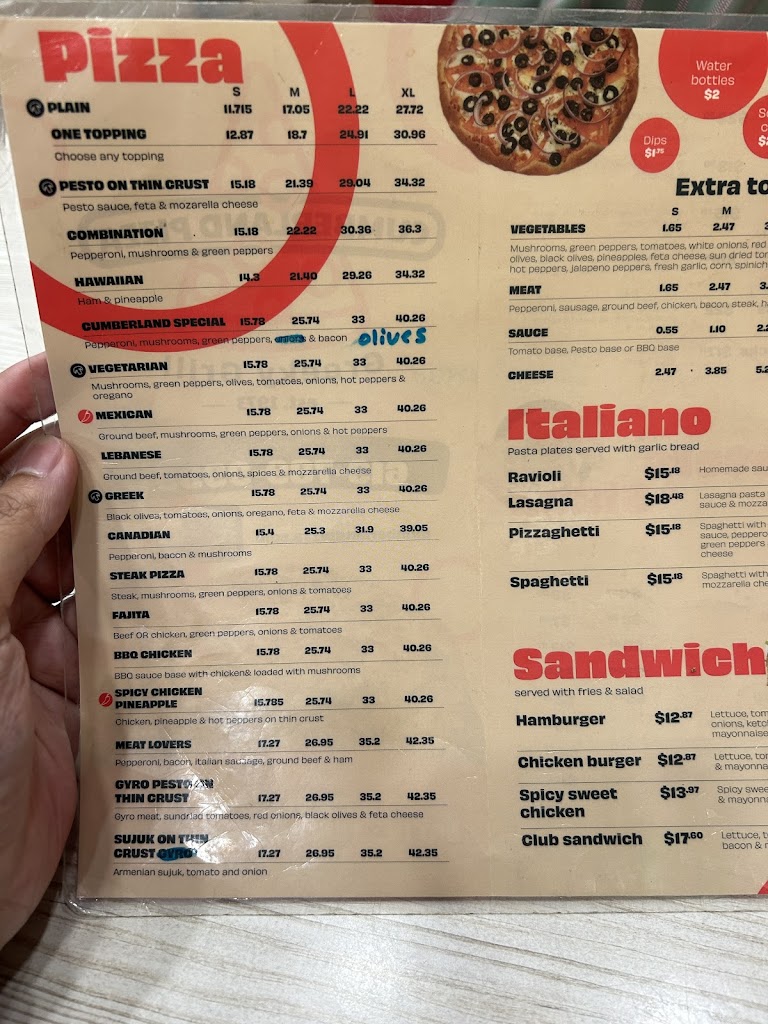 Pizza
S M L XL
PLAIN 11.715 17.05 22.22 27.72
ONE TOPPING 12.87 18.7 24.91 30.96
Choose any topping
PESTO ON THIN CRUST 15.18 21.39 29.04 34.32
Pesto sauce, feta & mozarella cheese
COMBINATION 15.18 22.22 30.36 36.3
Pepperoni, mushrooms & green peppers
HAWAIIAN 14.3 21.40 29.26 34.32
Ham & pineapple
CUMBERLAND SPECIAL 15.78 25.74 33 40.26
Pepperoni, mushrooms, green peppers, & bacon olives
VEGETARIAN 15.78 25.74 33 40.26
Mushrooms, green peppers, olives, tomatoes, onions, hot peppers &
oregano
MEXICAN 15.78 25.74 33 40.26
Ground beef, mushrooms, green peppers, onions & hot peppers
LEBANESE 15.78 25.74 33 40.26
Ground beef, tomatoes, onions, spices & mozzarella cheese
GREEK 15.78 25.74 33 40.26
Black olives, tomatoes, onions, oregano, feta & mozzarella cheese
CANADIAN 15.4 25.3 31.9 39.05
Pepperoni, bacon & mushrooms
STEAK PIZZA 15.78 25.74 33 40.26
Steak, mushrooms, green peppers, onions & tomatoes
FAJITA 15.78 25.74 33 40.26
Beef OR chicken, green peppers, onions & tomatoes
BBQ CHICKEN 15.78 25.74 33 40.26
BBQ sauce base with chicken& loaded with mushrooms
SPICY CHICKEN
PINEAPPLE 15.785 25.74 33 40.26
Chicken, pineapple & hot peppers on thin crust
MEAT LOVERS 17.27 26.95 35.2 42.35
Pepperoni, bacon, italian sausage, ground beef & ham
GYRO PESTO ON
THIN CRUST 17.27 26.95 35.2 42.35
Gyro meat, sundried tomatoes, red onions, black olives & feta cheese
SUJUK ON THIN
CRUST GYRO 17.27 26.95 35.2 42.35
Armenian sujuk, tomato and onion
Water
bottles
$2
Dips
$1.75
Extra
S M
VEGETABLES 1.65 2.47
Mushrooms, green peppers, tomatoes, white onions, red
olives, black olives, pineapples, feta cheese, sun dried
hot peppers, jalapeno peppers, fresh garlic, corn, spinich
MEAT 1.65 2.47
Pepperoni, sausage, ground beef, chicken, bacon, steak,
SAUCE 0.55 1.10
Tomato base, Pesto base or BBQ base
CHEESE 2.47 3.85
Italiano
Pasta plates served with garlic bread
Ravioli $15.18 Homemade
Lasagna $18.48 Lasagna pasta
sauce &
Pizzaghetti $15.18 Spaghetti with
sauce,
green peppers
cheese
Spaghetti $15.18 Spaghetti with
mozzarella
Sandwich
served with fries & salad
Hamburger $12.87 Lettuce,
onions,
mayonnaise
Chicken burger $12.87 Lettuce,
&
Spicy sweet
chicken $13.97 Spicy
&
Club sandwich $17.60 Lettuce,
bacon &